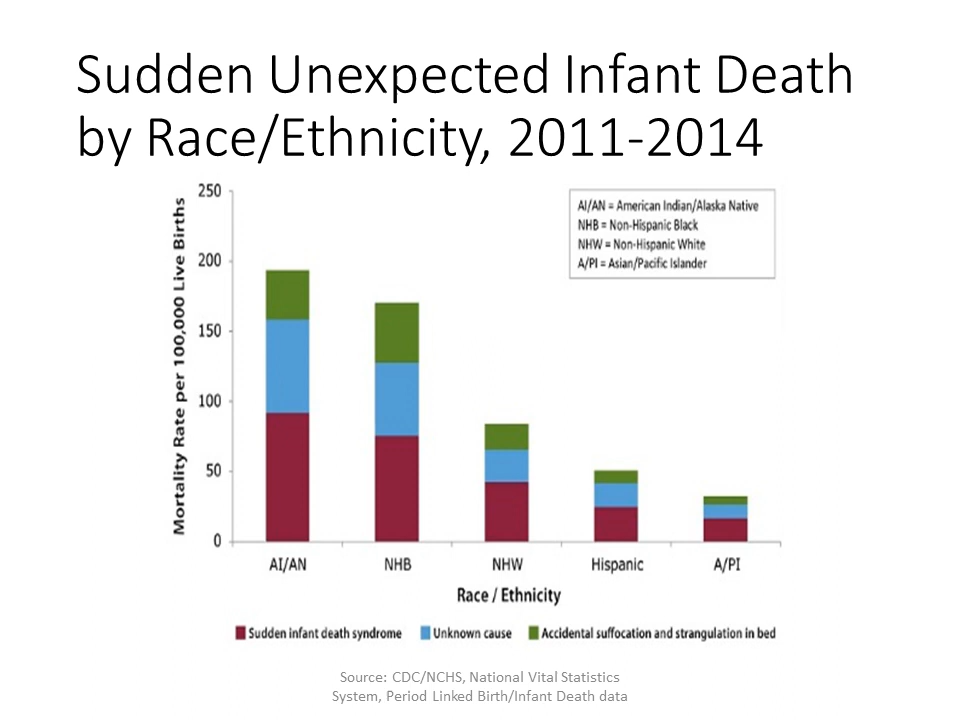 Sudden Unexpected Infant Death
by Race/Ethnicity, 2011-2014
Mortality Rate per 100,000 Live Births
250
200
150
100
50
0
AI/AN = American Indian/Alaska Native
NHB = Non-Hispanic Black
NHW = Non-Hispanic White
A/PI = Asian/Pacific Islander
AI/AN NHB NHW Hispanic A/PI
Race / Ethnicity
Sudden infant death syndrome Unknown cause Accidental suffocation and strangulation in bed
Source: CDC/NCHS, National Vital Statistics
System, Period Linked Birth/Infant Death data